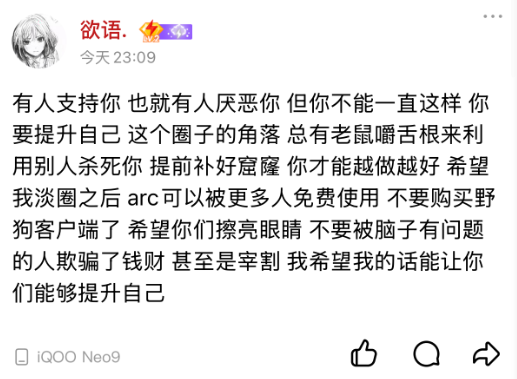 欲语.
LV2
今天 23:09
有人支持你 也就有人厌恶你 但你不能一直这样 你
要提升自己 这个圈子的角落 总有老鼠嚼舌根来利
用别人杀死你 提前补好窟窿 你才能越做越好 希望
我淡圈之后 arc可以被更多人免费使用 不要购买野
狗客户端了 希望你们擦亮眼睛 不要被脑子有问题
的人欺骗了钱财 甚至是宰割 我希望我的话能让你
们能够提升自己
iQOO Neo9